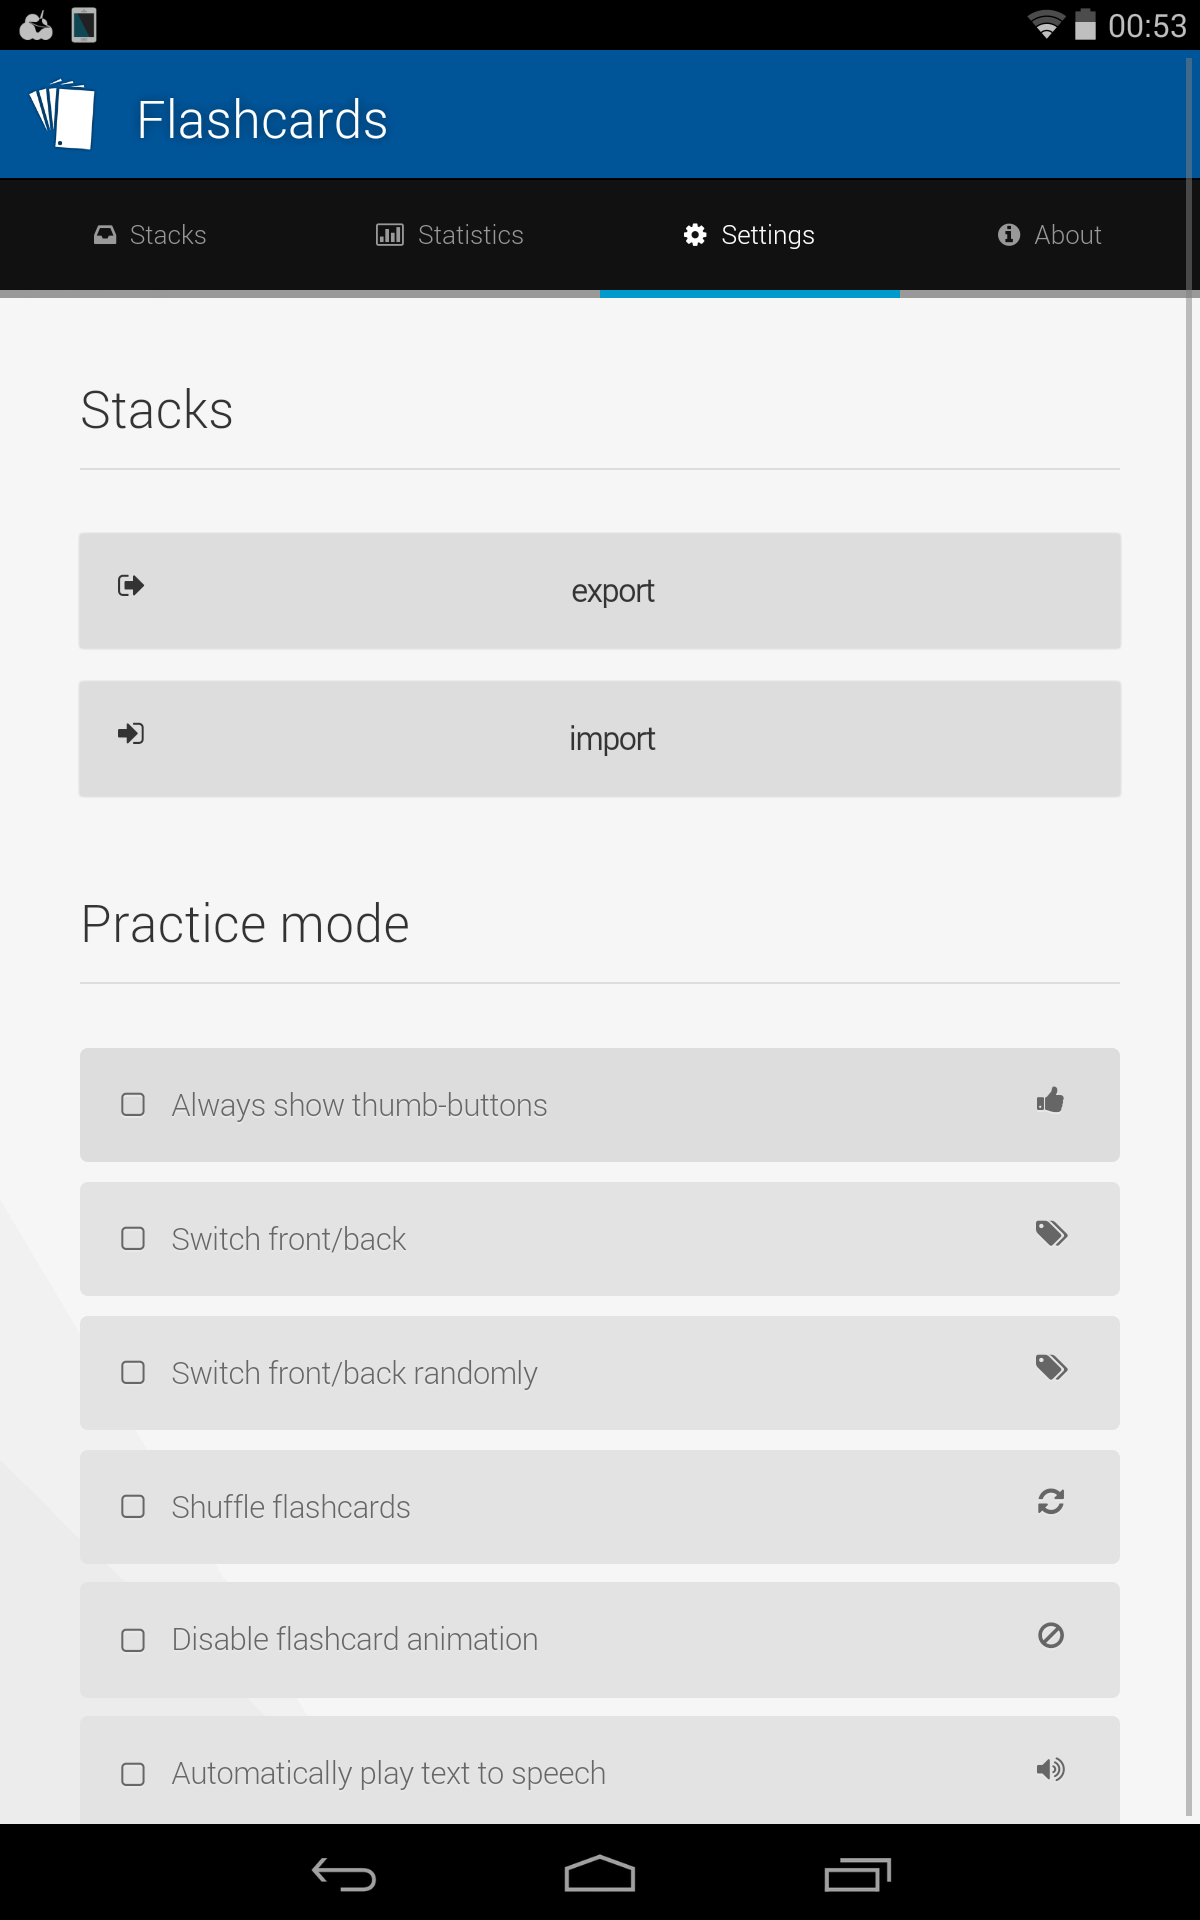 00:53
Flashcards
Stacks Statistics Settings About
Stacks
export
import
Practice mode
Always show thumb-buttons
Switch front/back
Switch front/back randomly
Shuffle flashcards
Disable flashcard animation
Automatically play text to speech